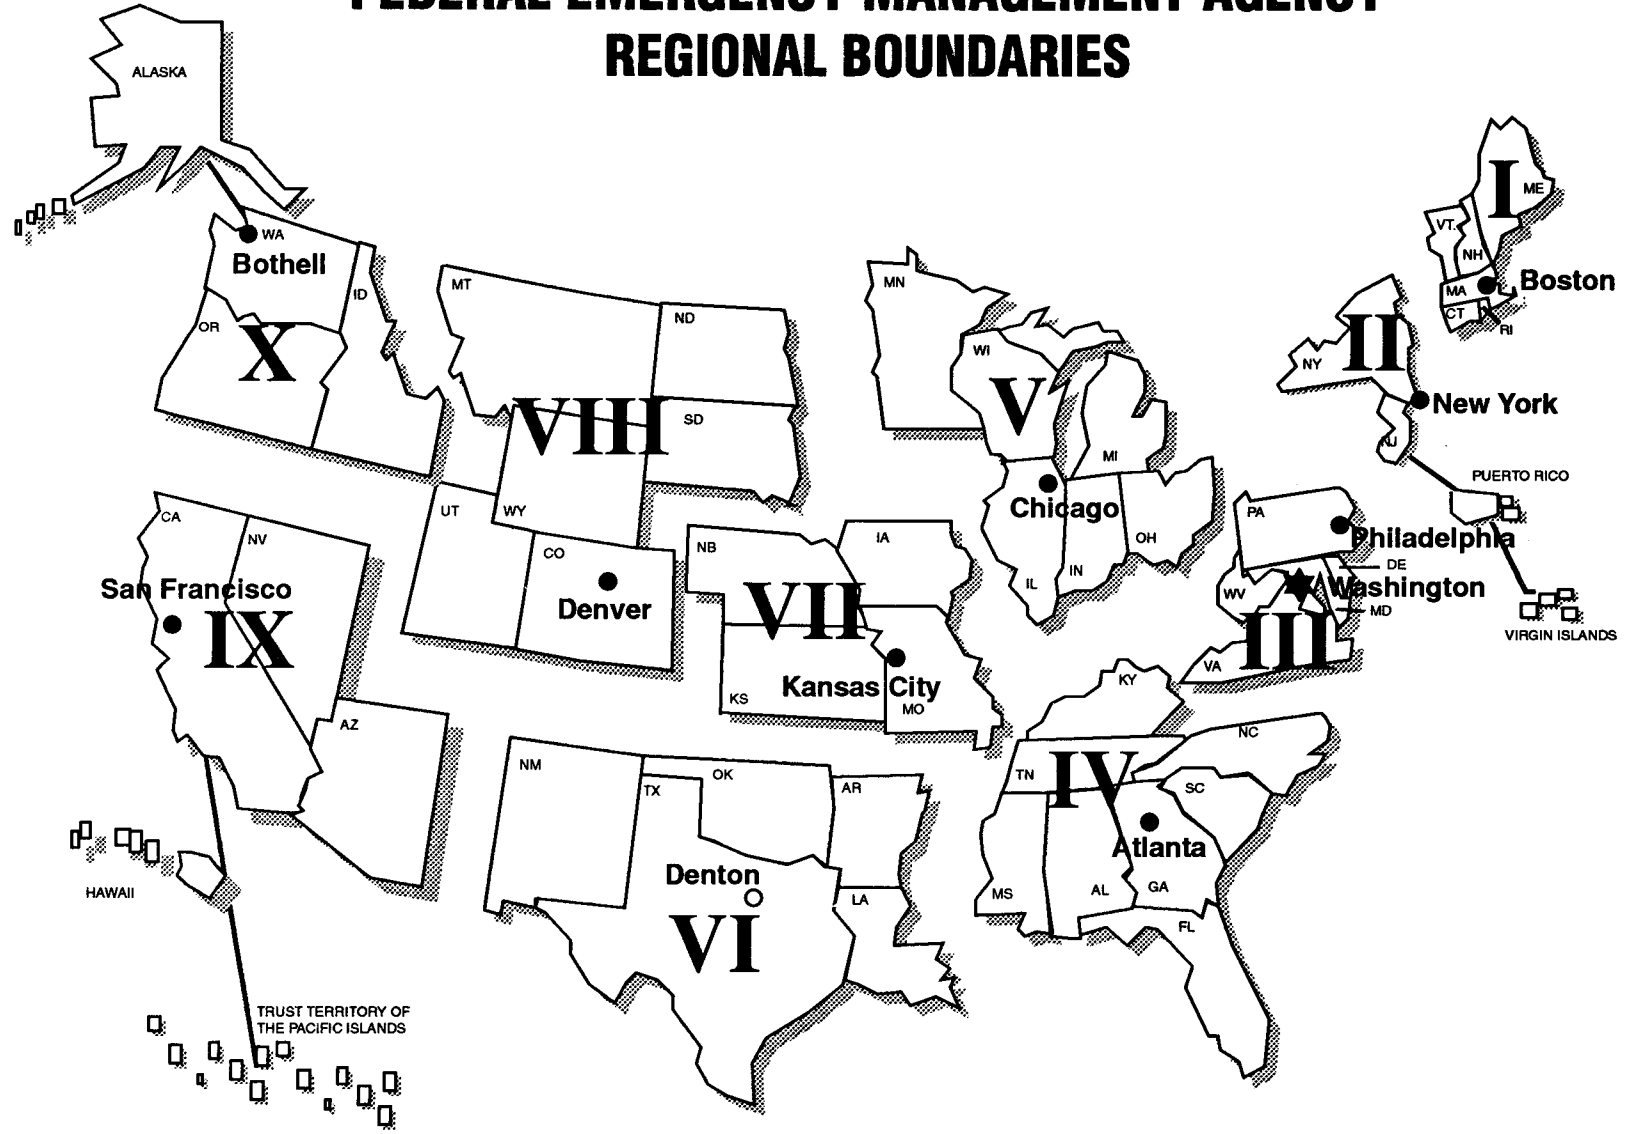 FEDERAL EMERGENCY MANAGEMENT AGENCY
REGIONAL BOUNDARIES
ALASKA
WA
Bothell
ID
OR
X
MT
ND
VIII
SD
UT
WY
CO
Denver
MN
WI
V
MI
Chicago
IL
IN
OH
I
ME
VT.
NH
MA
Boston
CT
RI
II
NY
New York
NJ
PUERTO RICO
VIRGIN ISLANDS
PA
Philadelphia
DE
Washington
WV
MD
III
VA
CA
NV
San Francisco
IX
AZ
HAWAII
TRUST TERRITORY OF
THE PACIFIC ISLANDS
NB
IA
VII
Kansas City
KS
MO
NM
OK
TX
AR
Denton
LA
VI
KY
NC
TN
IV
SC
Atlanta
MS
AL
GA
FL